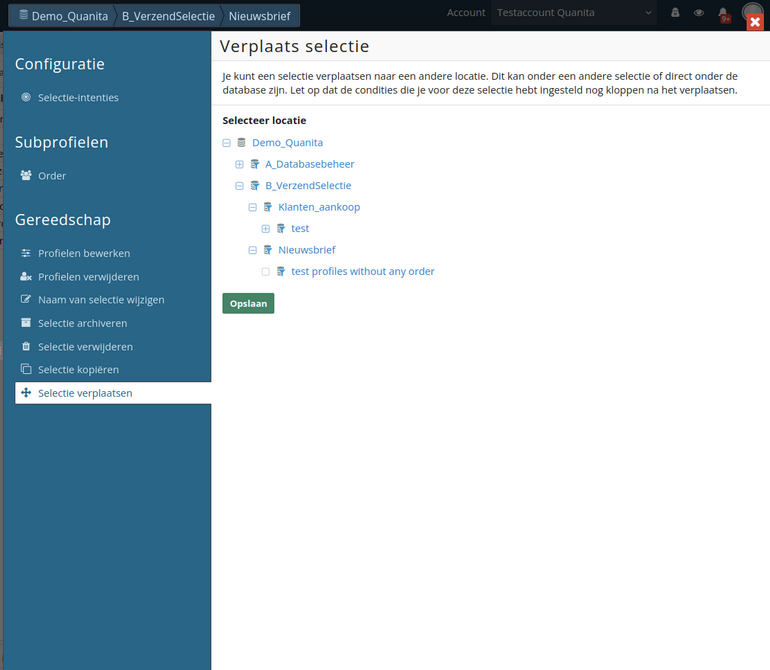 Demo_Quanita B_VerzendSelectie Nieuwsbrief Account Testaccount Quanita 9+
Configuratie
Selectie-intenties
Subprofielen
Order
Gereedschap
Profielen bewerken
Profielen verwijderen
Naam van selectie wijzigen
Selectie archiveren
Selectie verwijderen
Selectie kopiëren
Selectie verplaatsen
Verplaats selectie
Je kunt een selectie verplaatsen naar een andere locatie. Dit kan onder een andere selectie of direct onder de
database zijn. Let op dat de condities die je voor deze selectie hebt ingesteld nog kloppen na het verplaatsen.
Selecteer locatie
Demo_Quanita
A_Databasebeheer
B_VerzendSelectie
Klanten_aankoop
test
Nieuwsbrief
test profiles without any order
Opslaan